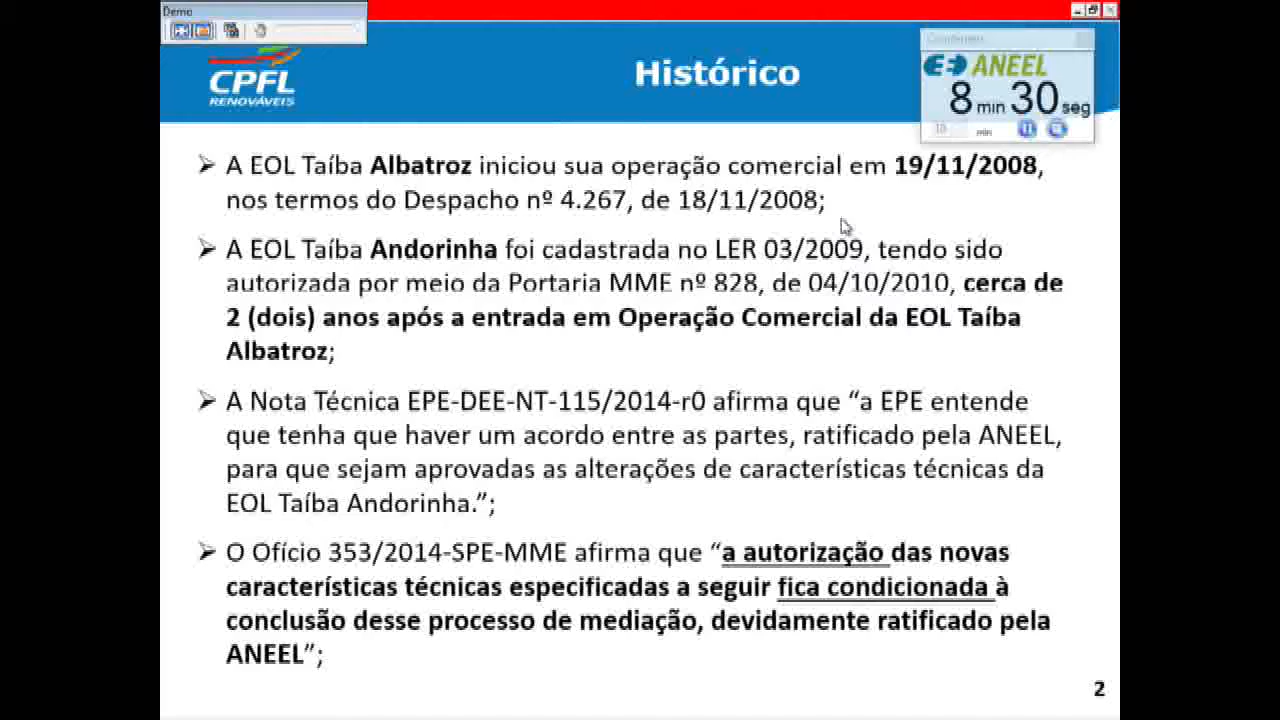 Demo
CPFL
RENOVÁVEIS
Histórico
ANEEL
8 min 30 seg
10 min
➢ A EOL Taíba Albatroz iniciou sua operação comercial em 19/11/2008,
nos termos do Despacho nº 4.267, de 18/11/2008;
➢ A EOL Taíba Andorinha foi cadastrada no LER 03/2009, tendo sido
autorizada por meio da Portaria MME nº 828, de 04/10/2010, cerca de
2 (dois) anos após a entrada em Operação Comercial da EOL Taíba
Albatroz;
➢ A Nota Técnica EPE-DEE-NT-115/2014-r0 afirma que “a EPE entende
que tenha que haver um acordo entre as partes, ratificado pela ANEEL,
para que sejam aprovadas as alterações de características técnicas da
EOL Taíba Andorinha.”;
➢ O Ofício 353/2014-SPE-MME afirma que “a autorização das novas
características técnicas especificadas a seguir fica condicionada à
conclusão desse processo de mediação, devidamente ratificado pela
ANEEL”;
2